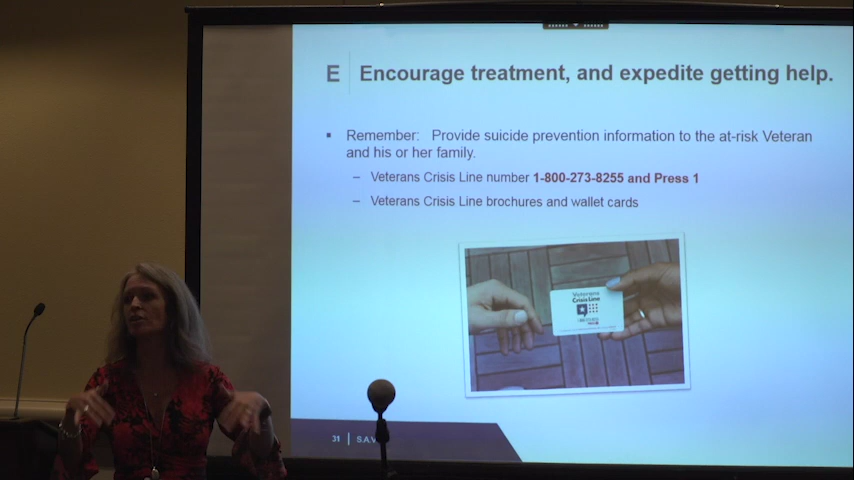 E Encourage treatment, and expedite getting help.
▪ Remember: Provide suicide prevention information to the at-risk Veteran
and his or her family.
– Veterans Crisis Line number 1-800-273-8255 and Press 1
– Veterans Crisis Line brochures and wallet cards
Veterans
Crisis Line
31 | S.A.V